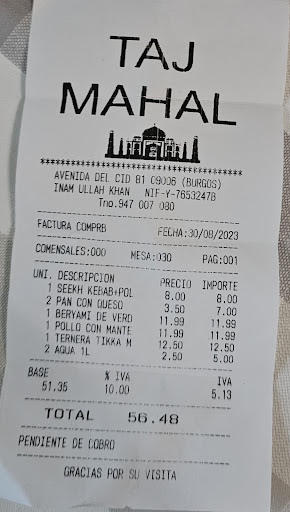 TAJ
MAHAL
****************************************
AVENIDA DEL CID 81 09006 (BURGOS)
INAM ULLAH KHAN NIF-Y-7653247B
Tno.947 007 080
FACTURA COMPRB FECHA:30/08/2023
COMENSALES:000 MESA:030 PAG:001
UNI. DESCRIPCION PRECIO IMPORTE
1 SEEKH KEBAB+POL 8.00 8.00
2 PAN CON QUESO 3.50 7.00
1 BERYAMI DE VERD 11.99 11.99
1 POLLO CON MANTE 11.99 11.99
1 TERNERA TIKKA M 12.50 12.50
2 AQUA 1L 2.50 5.00
BASE % IVA IVA
51.35 10.00 5.13
TOTAL 56.48
PENDIENTE DE COBRO
GRACIAS POR SU VISITA